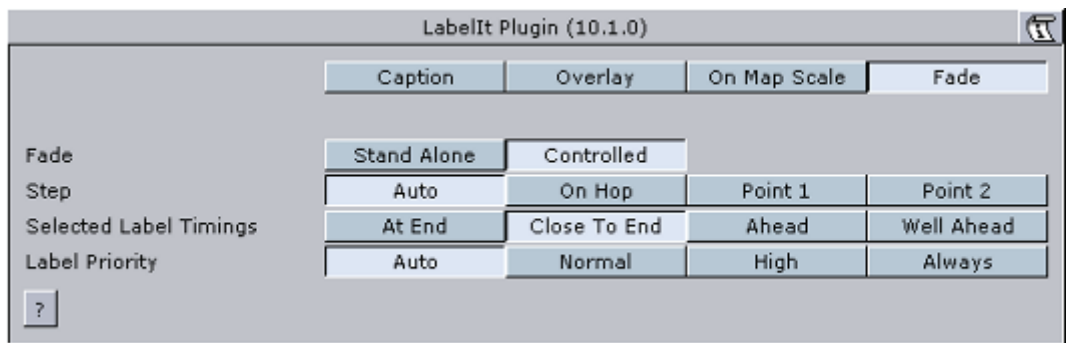 LabelIt Plugin (10.1.0)
Caption Overlay On Map Scale Fade
Fade Stand Alone Controlled
Step Auto On Hop Point 1 Point 2
Selected Label Timings At End Close To End Ahead Well Ahead
Label Priority Auto Normal High Always
?